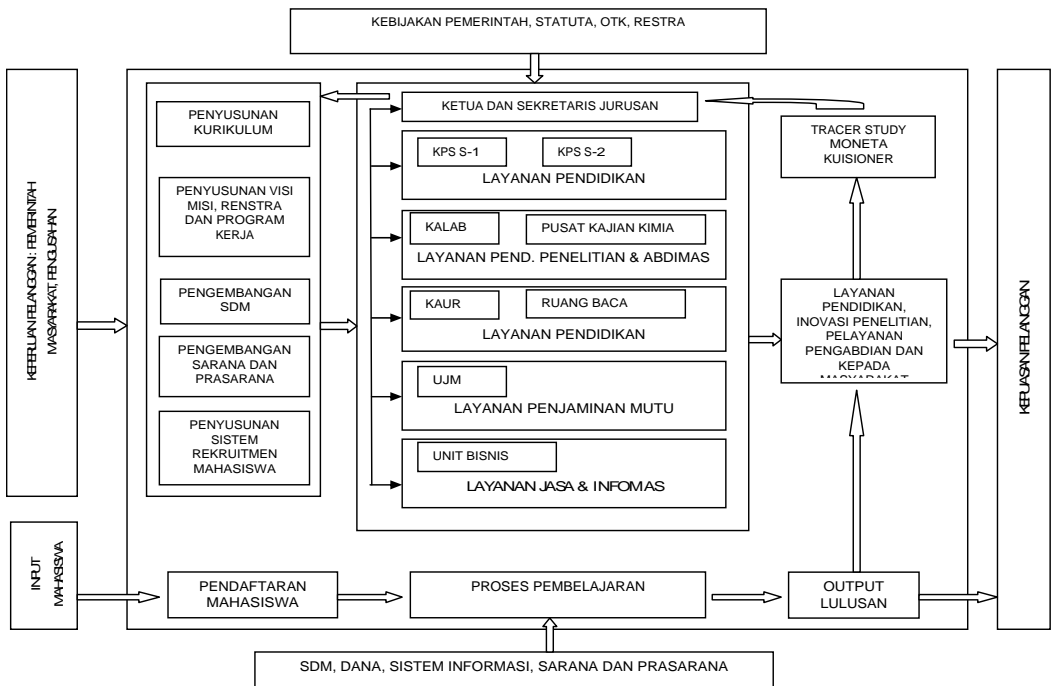 KEBIJAKAN PEMERINTAH, STATUTA, OTK, RESTRA
KEPERLUAN PELANGGAN : PEMERINTAH
MASYARAKAT, PENGUSAHAN
PENYUSUNAN
KURIKULUM
PENYUSUNAN VISI
MISI, RENSTRA
DAN PROGRAM
KERJA
PENGEMBANGAN
SDM
PENGEMBANGAN
SARANA DAN
PRASARANA
PENYUSUNAN
SISTEM
REKRUITMEN
MAHASISWA
KETUA DAN SEKRETARIS JURUSAN
KPS S-1
KPS S-2
LAYANAN PENDIDIKAN
KALAB
PUSAT KAJIAN KIMIA
LAYANAN PEND. PENELITIAN & ABDIMAS
KAUR
RUANG BACA
LAYANAN PENDIDIKAN
UJM
LAYANAN PENJAMINAN MUTU
UNIT BISNIS
LAYANAN JASA & INFOMAS
TRACER STUDY
MONETA
KUISIONER
LAYANAN
PENDIDIKAN,
INOVASI PENELITIAN,
PELAYANAN
PENGABDIAN DAN
KEPADA
MASYARAKAT
KEPUASAN PELANGGAN
INPUT
MAHASISWA
PENDAFTARAN
MAHASISWA
PROSES PEMBELAJARAN
OUTPUT
LULUSAN
SDM, DANA, SISTEM INFORMASI, SARANA DAN PRASARANA